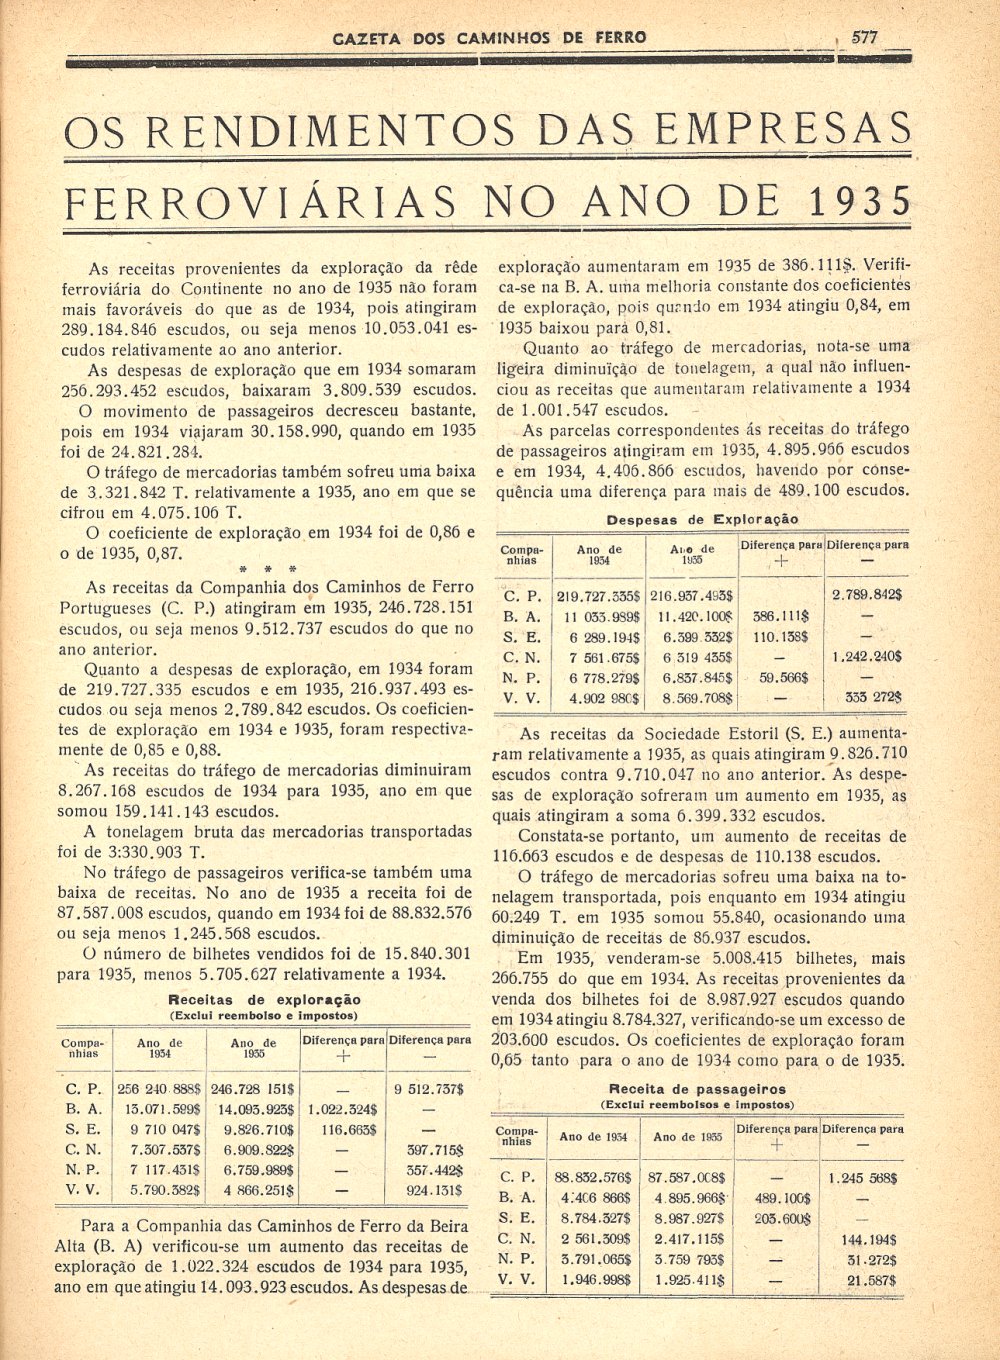 GAZETA DOS CAMINHOS DE FERRO 577
OS RENDIMENTOS DAS EMPRESAS
FERROVIÁRIAS NO ANO DE 1935
As receitas provenientes da exploração da rêde
ferroviária do Continente no ano de 1935 não foram
mais favoráveis do que as de 1934, pois atingiram
289.184.846 escudos, ou seja menos 10.053.041 es-
cudos relativamente ao ano anterior.
As despesas de exploração que em 1934 somaram
256.293.452 escudos, baixaram 3.809.539 escudos.
O movimento de passageiros decresceu bastante,
pois em 1934 viajaram 30.158.990, quando em 1935
foi de 24.821.284.
O tráfego de mercadorias também sofreu uma baixa
de 3.321.842 T. relativamente a 1935, ano em que se
cifrou em 4.075.106 T.
O coeficiente de exploração em 1934 foi de 0,86 e
o de 1935, 0,87.
* * *
As receitas da Companhia dos Caminhos de Ferro
Portugueses (C. P.) atingiram em 1935, 246.728.151
escudos, ou seja menos 9.512.737 escudos do que no
ano anterior.
Quanto a despesas de exploração, em 1934 foram
de 219.727.335 escudos e em 1935, 216.937.493 es-
cudos ou seja menos 2.789.842 escudos. Os coeficien-
tes de exploração em 1934 e 1935, foram respectiva-
mente de 0,85 e 0,88.
As receitas do tráfego de mercadorias diminuiram
8.267.168 escudos de 1934 para 1935, ano em que
somou 159.141.143 escudos.
A tonelagem bruta das mercadorias transportadas
foi de 3:330.903 T.
No tráfego de passageiros verifica-se também uma
baixa de receitas. No ano de 1935 a receita foi de
87.587.008 escudos, quando em 1934 foi de 88.832.576
ou seja menos 1.245.568 escudos.
O número de bilhetes vendidos foi de 15.840.301
para 1935, menos 5.705.627 relativamente a 1934.
Receitas de exploração
(Exclui reembolso e impostos)
Compa-nhias Ano de 1934 Ano de 1935 Diferença para + Diferença para —
C. P. 256 240 888$ 246.728 151$ — 9 512.737$
B. A. 13.071.599$ 14.093.923$ 1.022.324$ —
S. E. 9 710 047$ 9.826.710$ 116.663$ —
C. N. 7.307.537$ 6.909.822$ — 397.715$
N. P. 7 117.431$ 6.759.989$ — 357.442$
V. V. 5.790.382$ 4 866.251$ — 924.131$
Para a Companhia das Caminhos de Ferro da Beira
Alta (B. A) verificou-se um aumento das receitas de
exploração de 1.022.324 escudos de 1934 para 1935,
ano em que atingiu 14.093.923 escudos. As despesas de
exploração aumentaram em 1935 de 386.111$. Verifi-
ca-se na B. A. uma melhoria constante dos coeficientes
de exploração, pois quando em 1934 atingiu 0,84, em
1935 baixou para 0,81.
Quanto ao tráfego de mercadorias, nota-se uma
ligeira diminuïção de tonelagem, a qual não influen-
ciou as receitas que aumentaram relativamente a 1934
de 1.001.547 escudos.
As parcelas correspondentes ás receitas do tráfego
de passageiros atingiram em 1935, 4.895.966 escudos
e em 1934, 4.406.866 escudos, havendo por conse-
quência uma diferença para mais de 489.100 escudos.
Despesas de Exploração
Compa-nhias Ano de 1934 Ano de 1935 Diferença para + Diferença para —
C. P. 219.727.335$ 216.937.493$ 2.789.842$
B. A. 11 033.989$ 11.420.100$ 386.111$ —
S. E. 6 289.194$ 6.399 332$ 110.138$ —
C. N. 7 561.675$ 6 319 435$ — 1.242.240$
N. P. 6 778.279$ 6.837.845$ 59.566$ —
V. V. 4.902 980$ 8.569.708$ — 333 272$
As receitas da Sociedade Estoril (S. E.) aumenta-
ram relativamente a 1935, as quais atingiram 9.826.710
escudos contra 9.710.047 no ano anterior. As despe-
sas de exploração sofreram um aumento em 1935, as
quais atingiram a soma 6.399.332 escudos.
Constata-se portanto, um aumento de receitas de
116.663 escudos e de despesas de 110.138 escudos.
O tráfego de mercadorias sofreu uma baixa na to-
nelagem transportada, pois enquanto em 1934 atingiu
60.249 T. em 1935 somou 55.840, ocasionando uma
diminuição de receitas de 86.937 escudos.
Em 1935, venderam-se 5.008.415 bilhetes, mais
266.755 do que em 1934. As receitas provenientes da
venda dos bilhetes foi de 8.987.927 escudos quando
em 1934 atingiu 8.784.327, verificando-se um excesso de
203.600 escudos. Os coeficientes de exploração foram
0,65 tanto para o ano de 1934 como para o de 1935.
Receita de passageiros
(Exclui reembolsos e impostos)
Compa-nhias Ano de 1934 Ano de 1935 Diferença para + Diferença para —
C. P. 88.832.576$ 87.587.008$ — 1.245 568$
B. A. 4.406 866$ 4.895.966$ 489.100$ —
S. E. 8.784.327$ 8.987.927$ 203.600$ —
C. N. 2 561.309$ 2.417.115$ — 144.194$
N. P. 3.791.065$ 3 759 793$ — 31.272$
V. V. 1.946.998$ 1.925.411$ — 21.587$